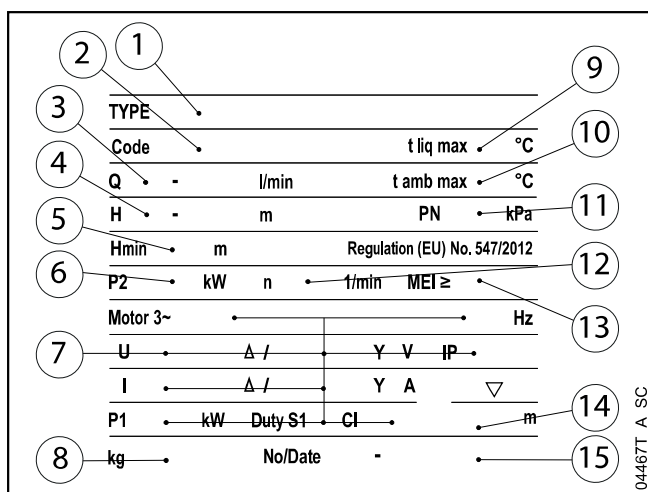 1
2
3
4
5
6
7
8
9
10
11
12
13
14
15
TYPE
Code t liq max °C
Q - l/min t amb max °C
H - m PN kPa
Hmin m Regulation (EU) No. 547/2012
P2 kW n 1/min MEI ≥
Motor 3~ Hz
U Δ / Y V IP
I Δ / Y A
P1 kW Duty S1 Cl m
kg No/Date -
04467T A SC